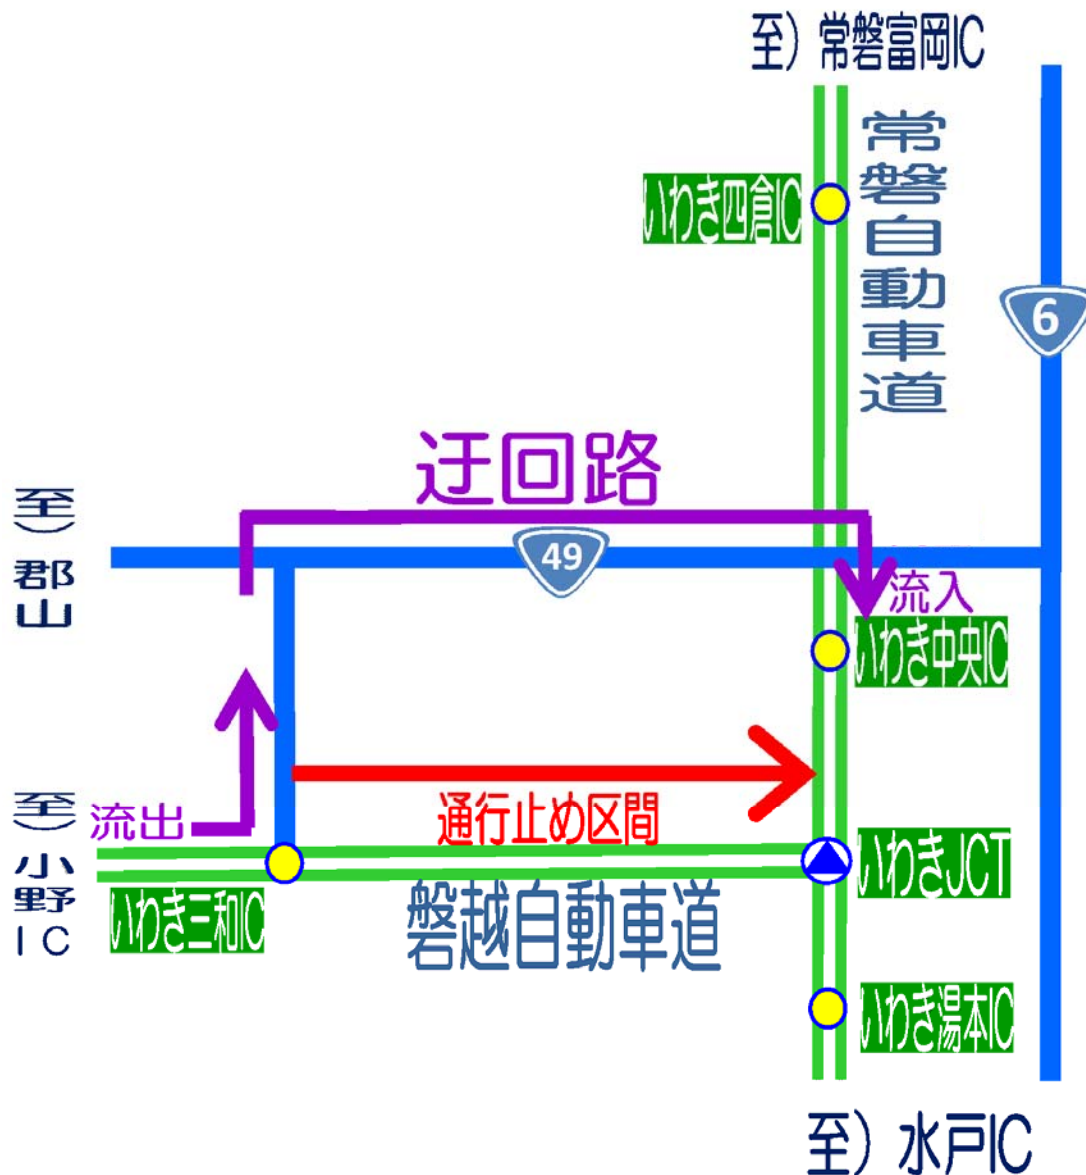 至）常磐富岡IC
常磐自動車道
いわき四倉IC
6
迂回路
至）郡山
49
流入
いわき中央IC
至）小野IC
流出
通行止め区間
いわきJCT
いわき三和IC
磐越自動車道
いわき湯本IC
至）水戸IC